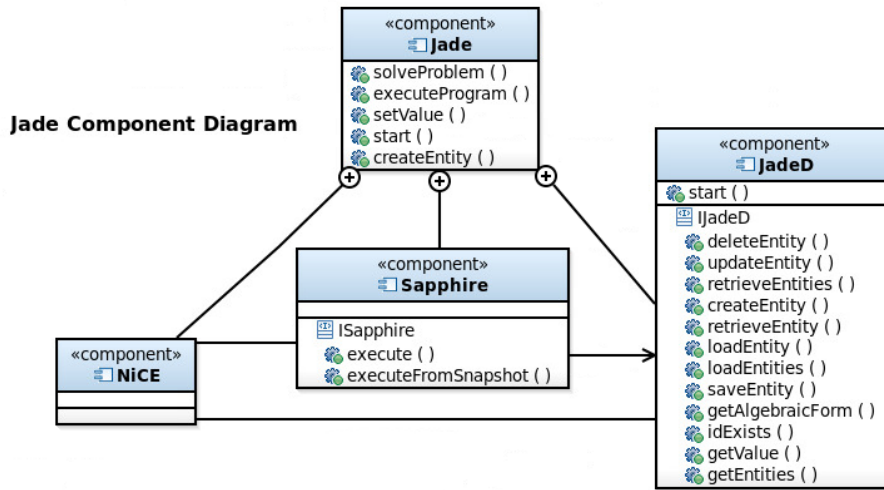 «component»
Jade
solveProblem ( )
executeProgram ( )
setValue ( )
start ( )
createEntity ( )
Jade Component Diagram
«component»
JadeD
start ( )
IJadeD
deleteEntity ( )
updateEntity ( )
retrieveEntities ( )
createEntity ( )
retrieveEntity ( )
loadEntity ( )
loadEntities ( )
saveEntity ( )
getAlgebraicForm ( )
idExists ( )
getValue ( )
getEntities ( )
«component»
Sapphire
ISapphire
execute ( )
executeFromSnapshot ( )
«component»
NiCE